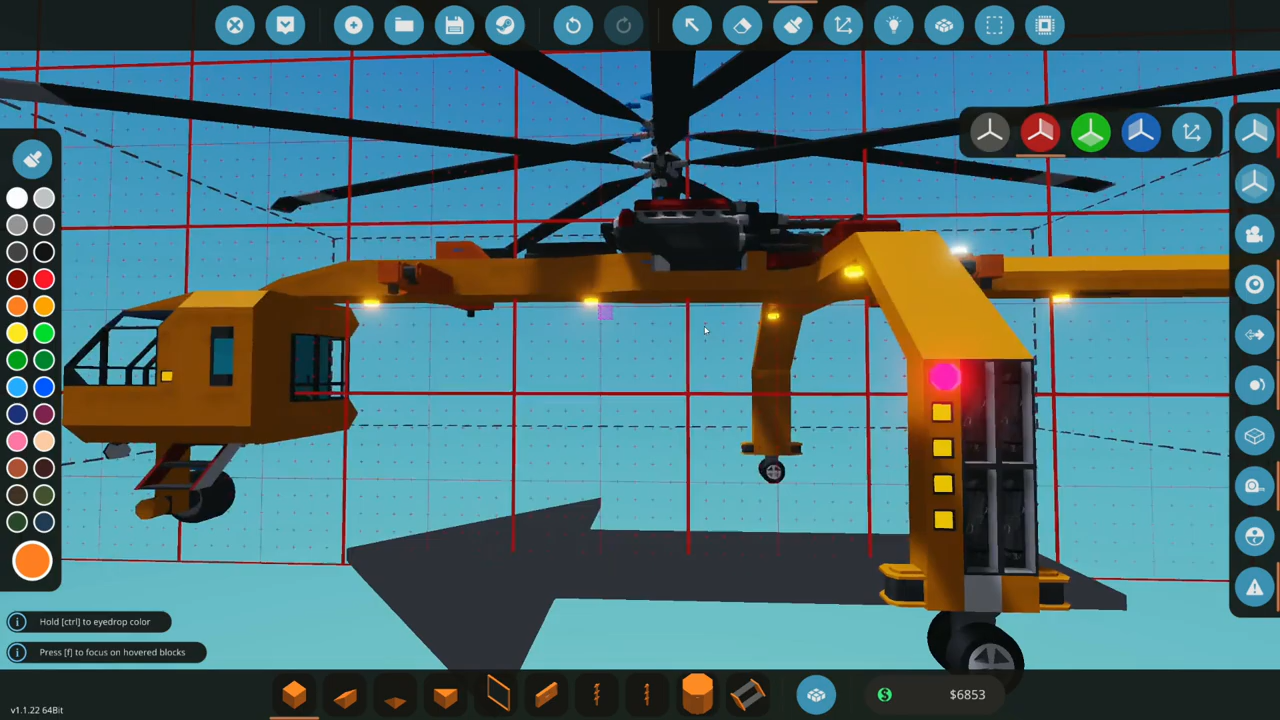 Hold [ctrl] to eyedrop color
Press [f] to focus on hovered blocks
$6853
v1.1.22 64Bit